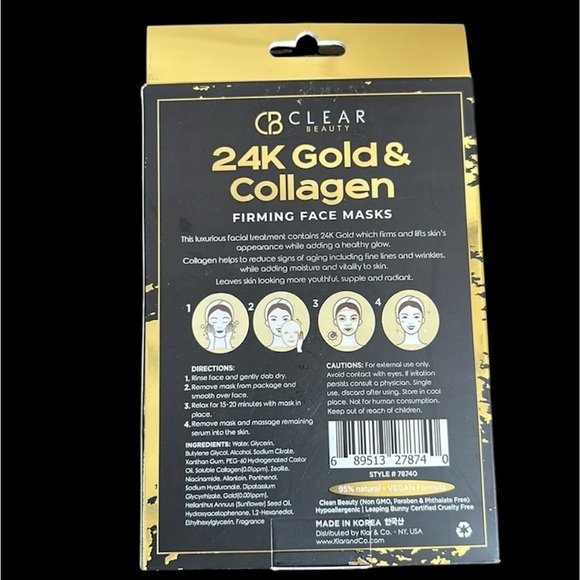 CB CLEAR
BEAUTY
24K Gold &
Collagen
FIRMING FACE MASKS
This luxurious facial treatment contains 24K Gold which firms and lifts skin's
appearance while adding a healthy glow.
Collagen helps to reduce signs of aging including fine lines and wrinkles,
while adding moisture and vitality to skin.
Leaves skin looking more youthful, supple and radiant.
1 2 3 4
DIRECTIONS:
1. Rinse face and gently dab dry.
2. Remove mask from package and
smooth over face.
3. Relax for 15-20 minutes with mask in
place.
4. Remove mask and massage remaining
serum into the skin.
INGREDIENTS: Water, Glycerin,
Butylene Glycol, Alcohol, Sodium Citrate,
Xanthan Gum, PEG-60 Hydrogenated Castor
Oil, Soluble Collagen(0.01ppm), Zeolite,
Niacinamide, Allantoin, Panthenol,
Sodium Hyaluronate, Dipotassium
Glycyrrhizate, Gold(0.001ppm),
Helianthus Annuus (Sunflower) Seed Oil,
Hydroxyacetophenone, 1,2-Hexanediol,
Ethylhexylglycerin, Fragrance
CAUTIONS: For external use only.
Avoid contact with eyes. If irritation
persists consult a physician. Single
use, discard after using. Store in cool
place. Not for human consumption.
Keep out of reach of children.
6 89513 27874 0
STYLE # 78740
95% natural • VEGAN Formula
Clean Beauty (Non GMO, Paraben & Phthalate Free)
Hypoallergenic | Leaping Bunny Certified Cruelty Free
MADE IN KOREA 한국산
Distributed by Klar & Co. - NY, USA
www.KlarandCo.com